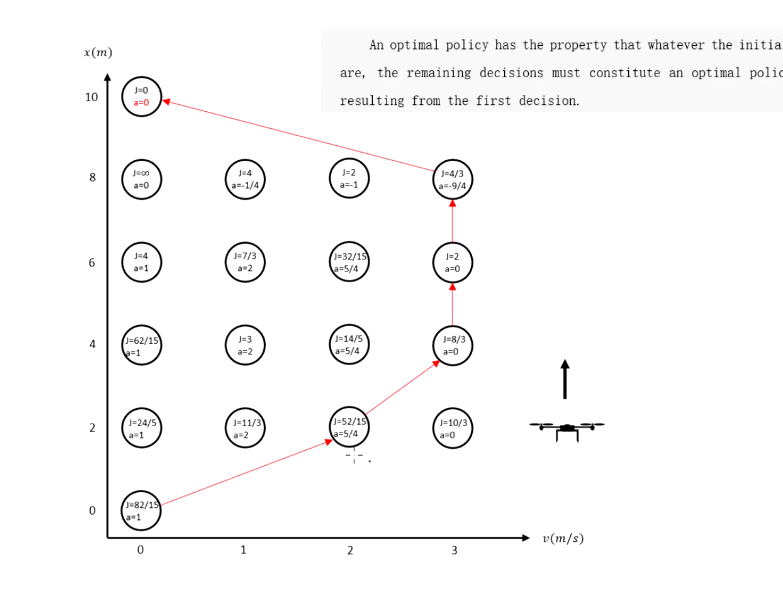 An optimal policy has the property that whatever the initia
are, the remaining decisions must constitute an optimal polic
resulting from the first decision.
x(m)
10
J=0
a=0
8
J=∞
a=0
J=4
a=-1/4
J=2
a=-1
J=4/3
a=-9/4
6
J=4
a=1
J=7/3
a=2
J=32/15
a=5/4
J=2
a=0
4
J=62/15
a=1
J=3
a=2
J=14/5
a=5/4
J=8/3
a=0
2
J=24/5
a=1
J=11/3
a=2
J=52/15
a=5/4
J=10/3
a=0
0
J=82/15
a=1
0 1 2 3 v(m/s)